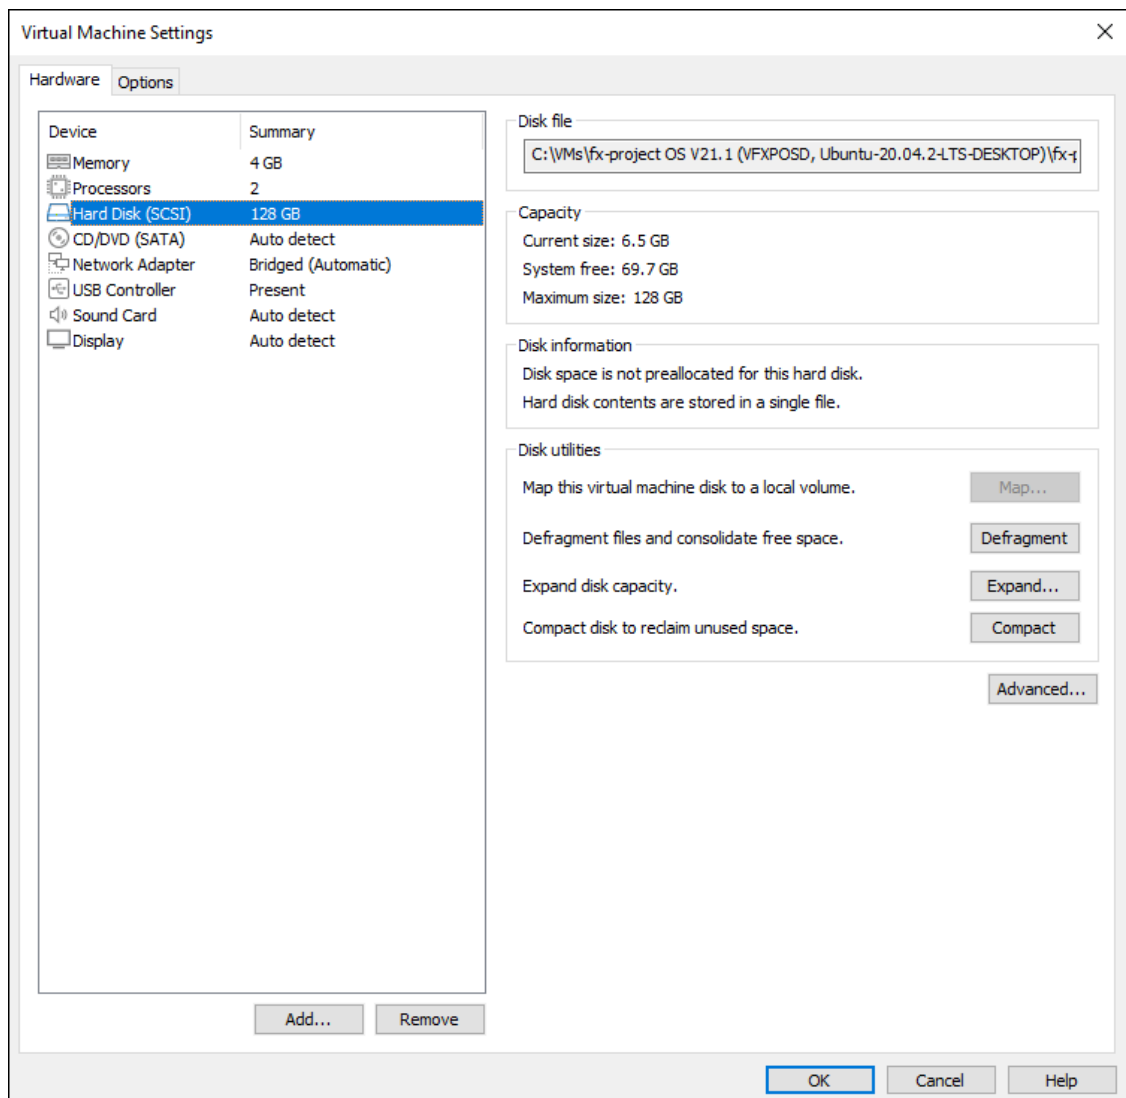 Virtual Machine Settings
Hardware Options
Device Summary
Memory 4 GB
Processors 2
Hard Disk (SCSI) 128 GB
CD/DVD (SATA) Auto detect
Network Adapter Bridged (Automatic)
USB Controller Present
Sound Card Auto detect
Display Auto detect
Add... Remove
Disk file
C:\VMs\fx-project OS V21.1 (VFXPOSD, Ubuntu-20.04.2-LTS-DESKTOP)\fx-p
Capacity
Current size: 6.5 GB
System free: 69.7 GB
Maximum size: 128 GB
Disk information
Disk space is not preallocated for this hard disk.
Hard disk contents are stored in a single file.
Disk utilities
Map this virtual machine disk to a local volume. Map...
Defragment files and consolidate free space. Defragment
Expand disk capacity. Expand...
Compact disk to reclaim unused space. Compact
Advanced...
OK Cancel Help